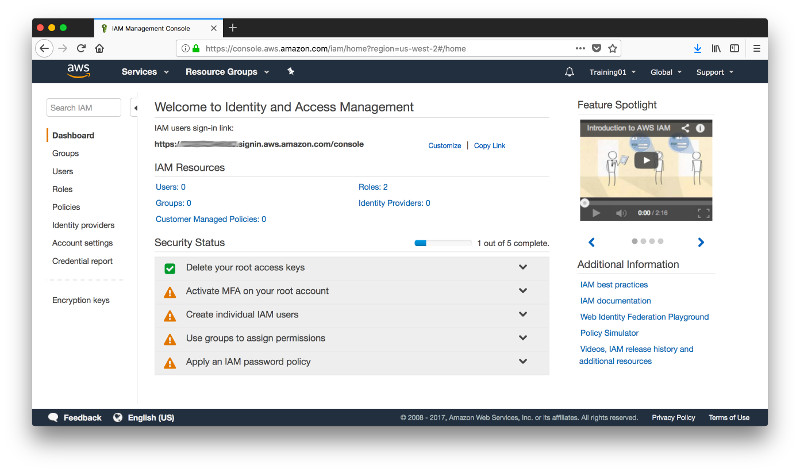 IAM Management Console
https://console.aws.amazon.com/iam/home?region=us-west-2#/home
aws Services Resource Groups Training01 Global Support
Search IAM
Dashboard
Groups
Users
Roles
Policies
Identity providers
Account settings
Credential report
Encryption keys
Welcome to Identity and Access Management
IAM users sign-in link:
https:// signin.aws.amazon.com/console Customize | Copy Link
IAM Resources
Users: 0 Roles: 2
Groups: 0 Identity Providers: 0
Customer Managed Policies: 0
Security Status 1 out of 5 complete.
Delete your root access keys
Activate MFA on your root account
Create individual IAM users
Use groups to assign permissions
Apply an IAM password policy
Feature Spotlight
Introduction to AWS IAM
0:00 / 2:16
Additional Information
IAM best practices
IAM documentation
Web Identity Federation Playground
Policy Simulator
Videos, IAM release history and
additional resources
Feedback English (US) © 2008 - 2017, Amazon Web Services, Inc. or its affiliates. All rights reserved. Privacy Policy Terms of Use